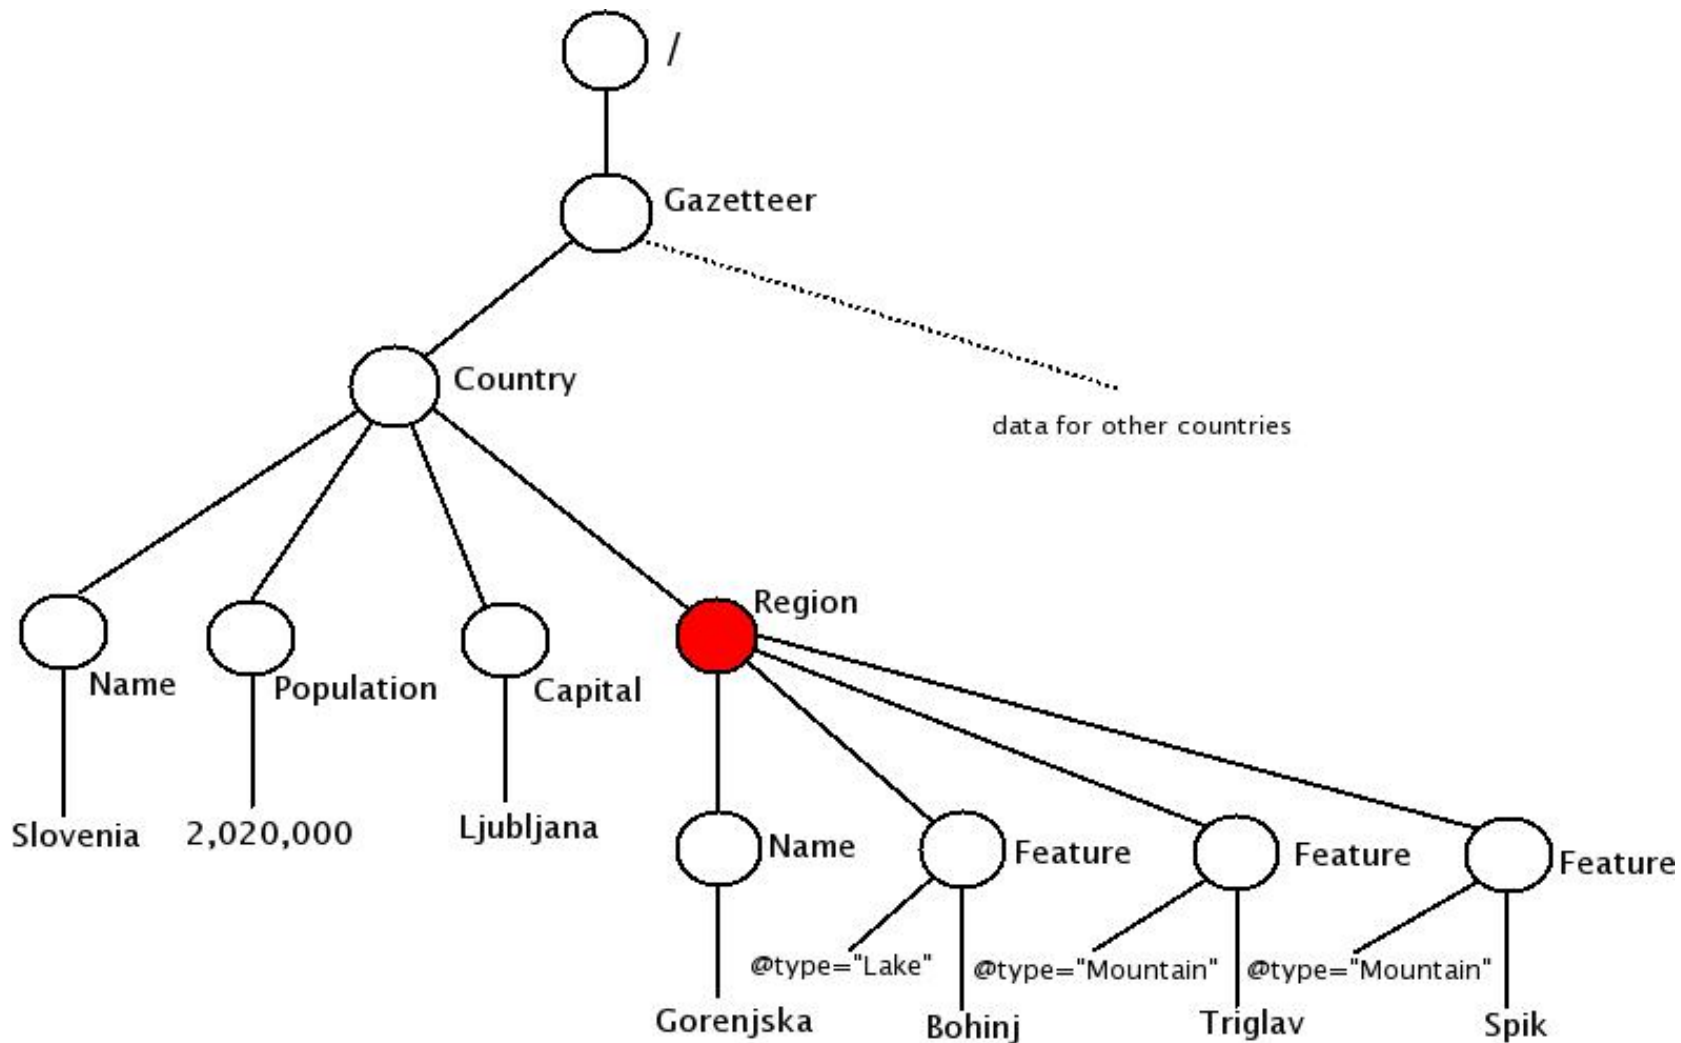 /
Gazetteer
Country
data for other countries
Region
Name
Population
Capital
Slovenia
2,020,000
Ljubljana
Name
Feature
Feature
Feature
@type="Lake"
@type="Mountain"
@type="Mountain"
Gorenjska
Bohinj
Triglav
Spik